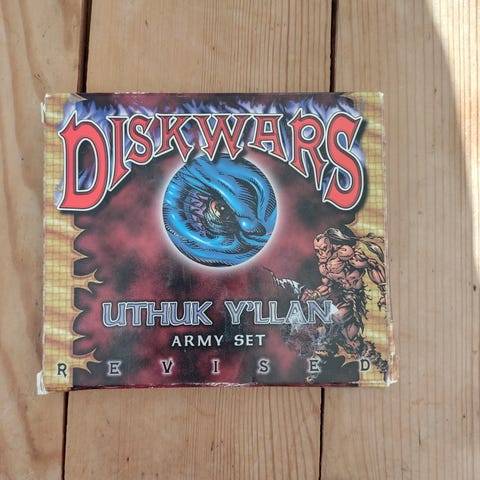 DISKWARS
UTHUK Y'LLAN
ARMY SET
REVISED